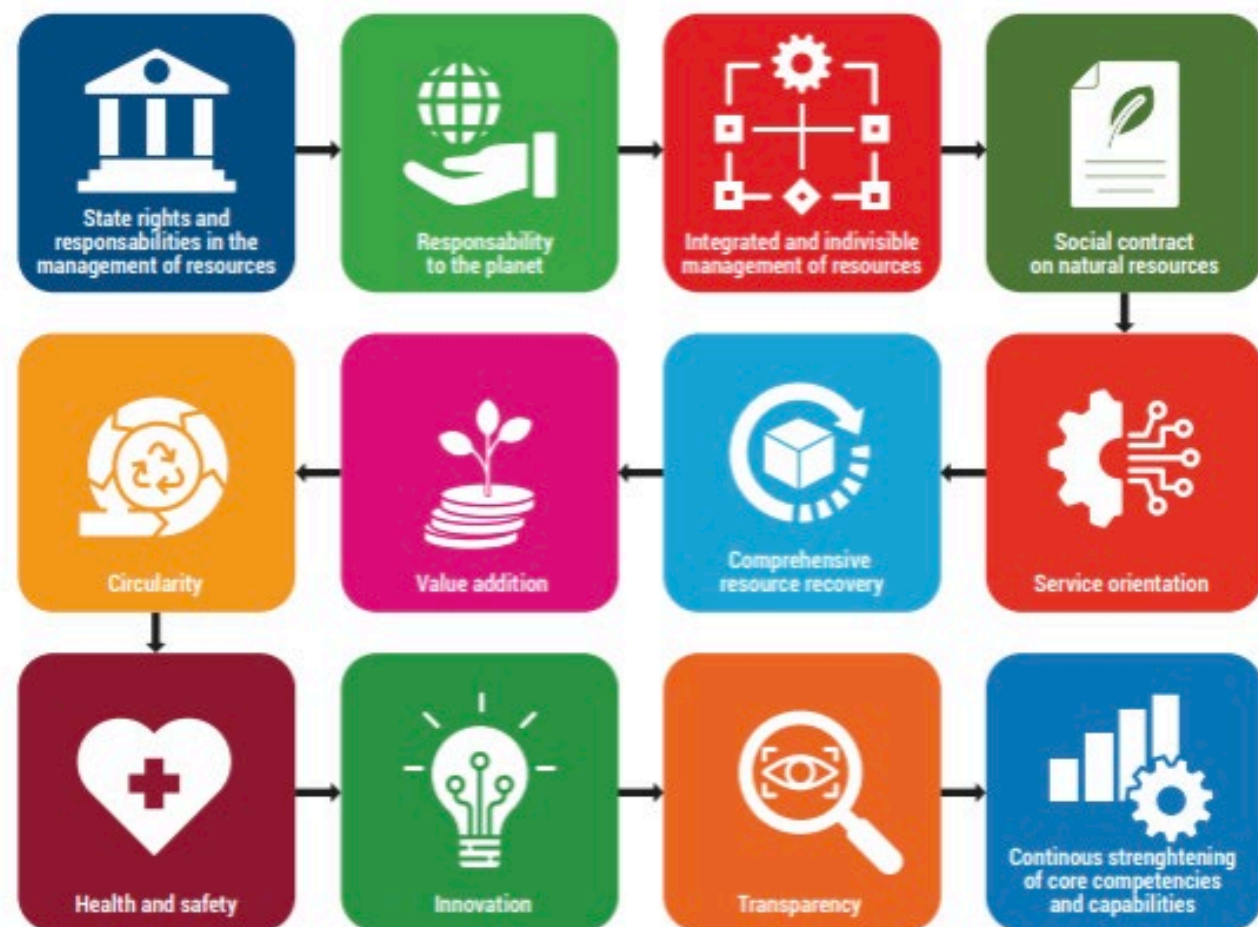 State rights and
responsabilities in the
management of resources
Responsability
to the planet
Integrated and indivisible
management of resources
Social contract
on natural resources
Service orientation
Comprehensive
resource recovery
Value addition
Circularity
Health and safety
Innovation
Transparency
Continous strenghtening
of core competencies
and capabilities